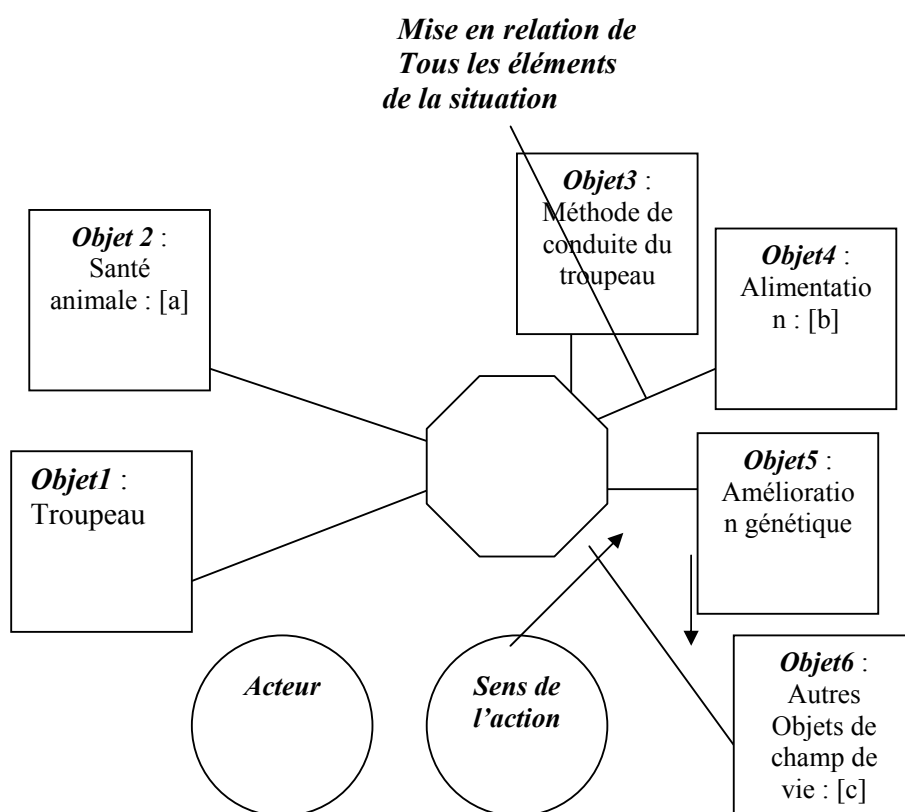 Mise en relation de
Tous les éléments
de la situation
Objet3 :
Méthode de
conduite du
troupeau
Objet 2 :
Santé
animale : [a]
Objet4 :
Alimentatio
n : [b]
Objet1 :
Troupeau
Objet5 :
Amélioratio
n génétique
Acteur
Sens de
l’action
Objet6 :
Autres
Objets de
champ de
vie : [c]